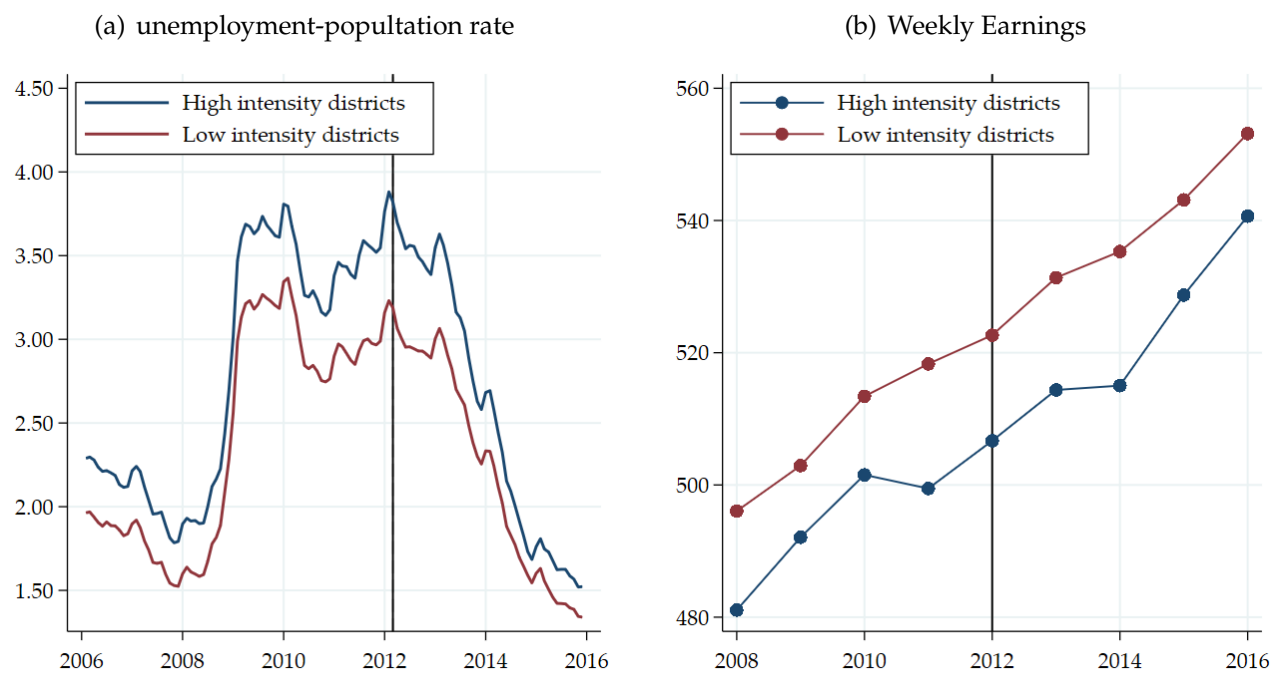 (a) unemployment-popultation rate
4.50
4.00
3.50
3.00
2.50
2.00
1.50
High intensity districts
Low intensity districts
2006 2008 2010 2012 2014 2016
(b) Weekly Earnings
560
540
520
500
480
High intensity districts
Low intensity districts
2008 2010 2012 2014 2016